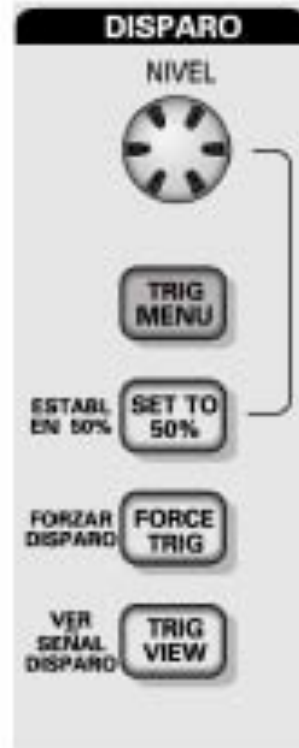 DISPARO
NIVEL
TRIG
MENU
ESTABL
EN 50%
SET TO
50%
FORZAR
DISPARO
FORCE
TRIG
VER
SEÑAL
DISPARO
TRIG
VIEW